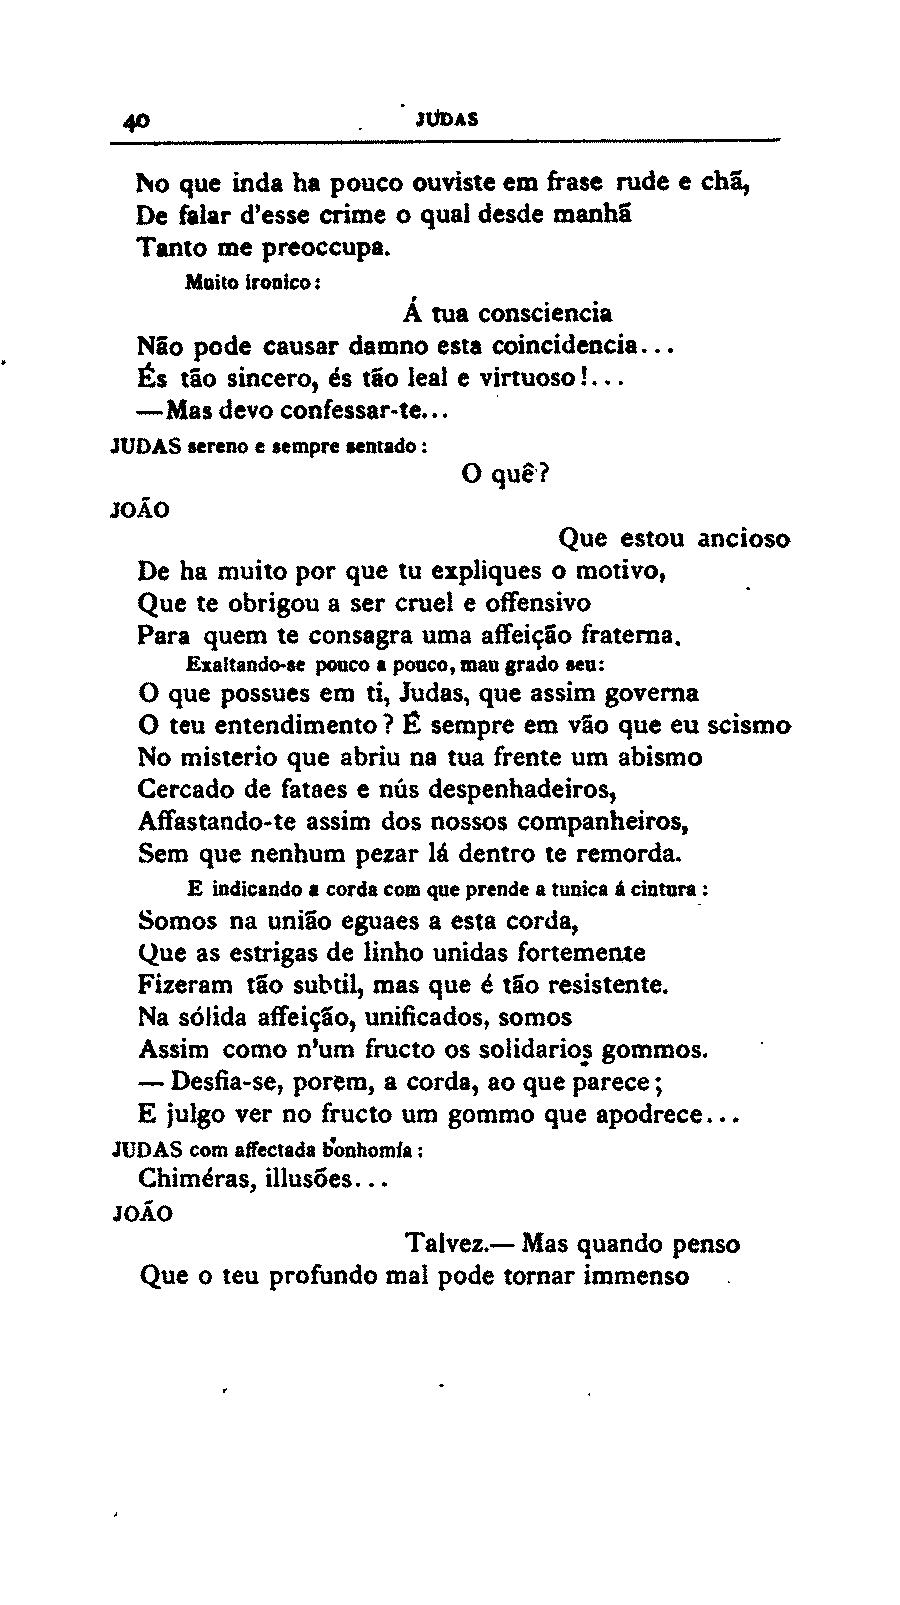 40 JUDAS
No que inda ha pouco ouviste em frase rude e chã,
De falar d'esse crime o qual desde manhã
Tanto me preoccupa.
Muito ironico:
Á tua consciencia
Não pode causar damno esta coincidencia...
És tão sincero, és tão leal e virtuoso!...
—Mas devo confessar-te...
JUDAS sereno e sempre sentado:
O quê?
JOÃO
Que estou ancioso
De ha muito por que tu expliques o motivo,
Que te obrigou a ser cruel e offensivo
Para quem te consagra uma affeição fraterna.
Exaltando-se pouco a pouco, mau grado seu:
O que possues em ti, Judas, que assim governa
O teu entendimento? É sempre em vão que eu scismo
No misterio que abriu na tua frente um abismo
Cercado de fataes e nús despenhadeiros,
Affastando-te assim dos nossos companheiros,
Sem que nenhum pezar lá dentro te remorda.
E indicando a corda com que prende a tunica á cintura:
Somos na união eguaes a esta corda,
Que as estrigas de linho unidas fortemente
Fizeram tão subtil, mas que é tão resistente.
Na sólida affeição, unificados, somos
Assim como n'um fructo os solidarios gommos.
— Desfia-se, porem, a corda, ao que parece;
E julgo ver no fructo um gommo que apodrece...
JUDAS com affectada bonhomía:
Chiméras, illusões...
JOÃO
Talvez.— Mas quando penso
Que o teu profundo mal pode tornar immenso